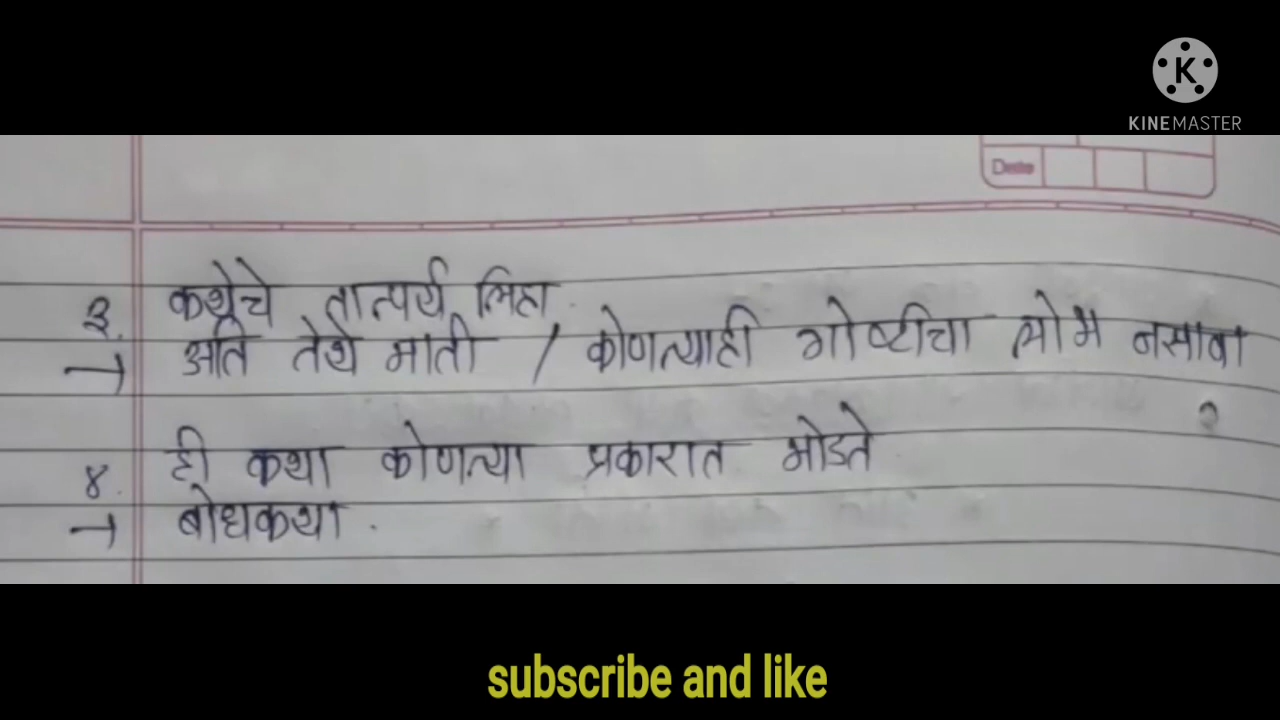 K
KINEMASTER
Date
३. कथेचे तात्पर्य लिहा.
→ अति तेथे माती / कोणत्याही गोष्टीचा लोभ नसावा
४. ही कथा कोणत्या प्रकारात मोडते
→ बोधकथा.
subscribe and like